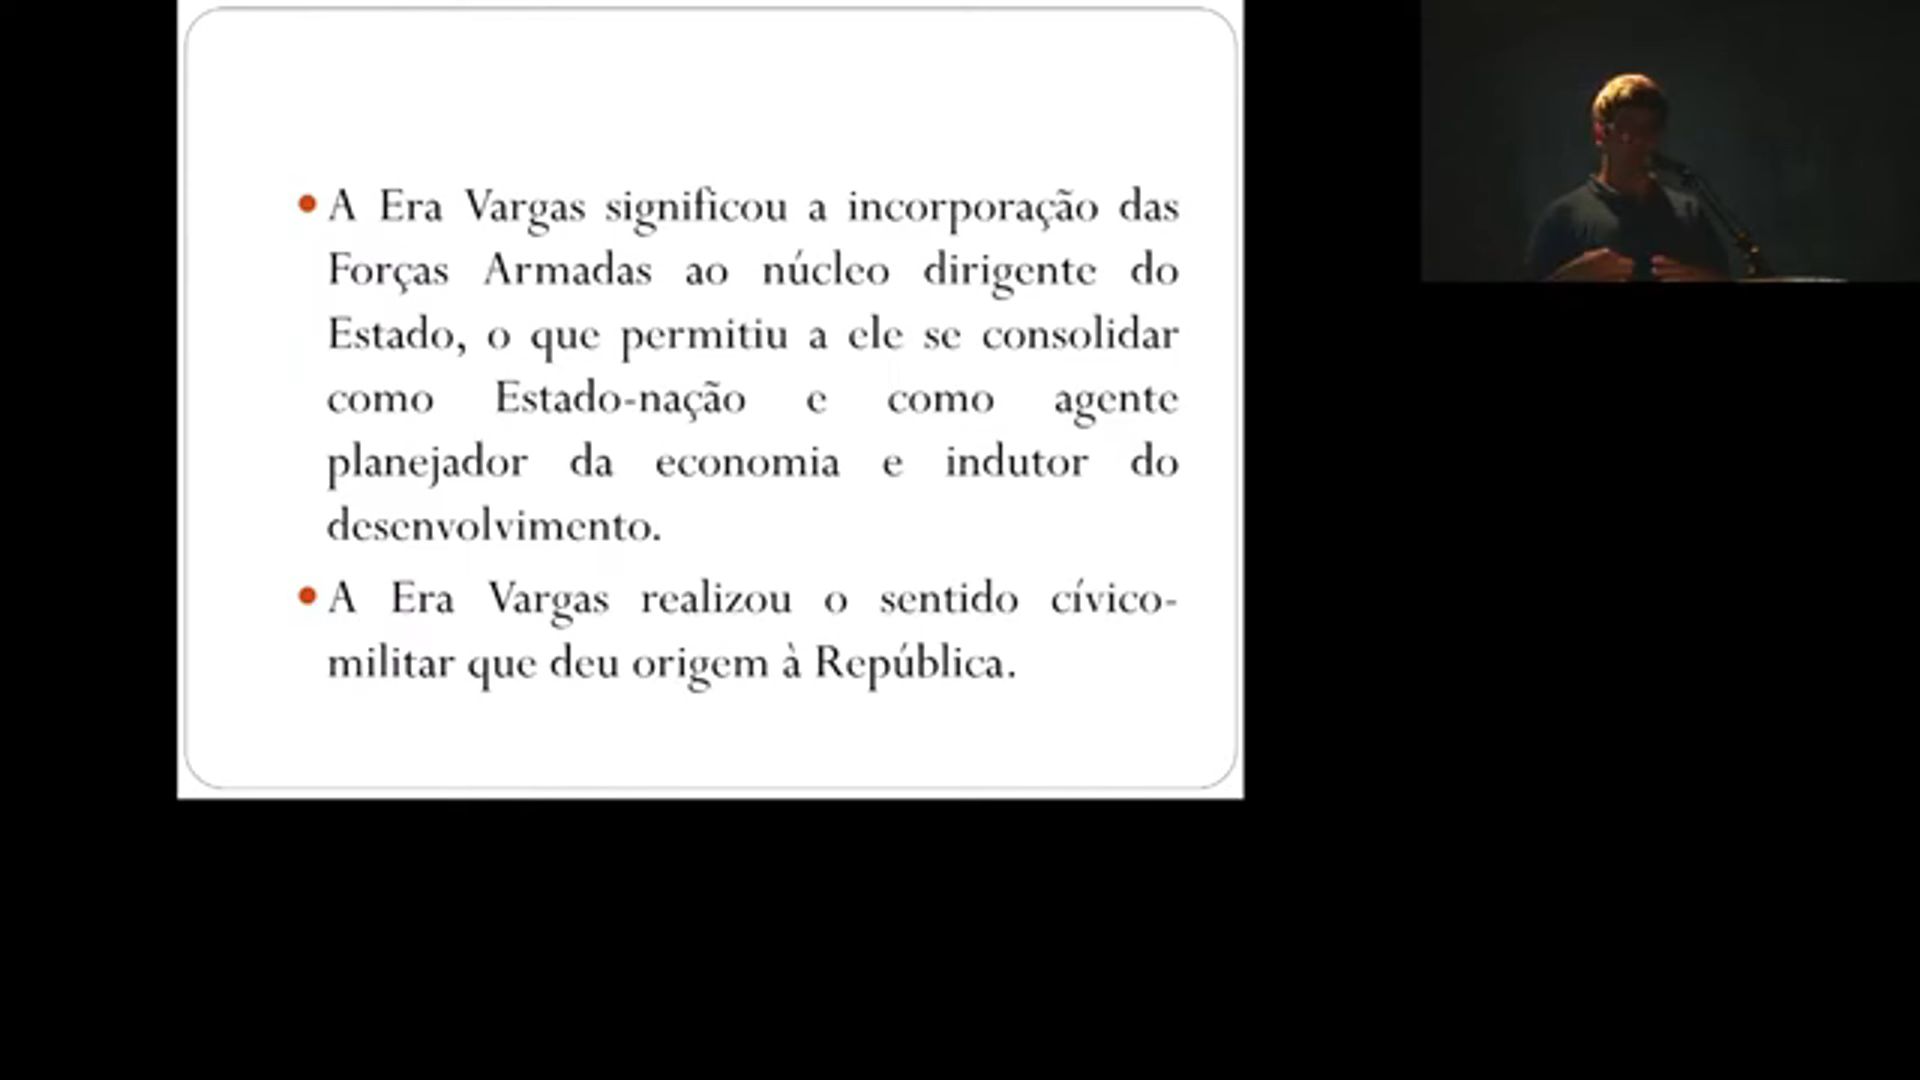 A Era Vargas significou a incorporação das
Forças Armadas ao núcleo dirigente do
Estado, o que permitiu a ele se consolidar
como Estado-nação e como agente
planejador da economia e indutor do
desenvolvimento.
A Era Vargas realizou o sentido cívico-
militar que deu origem à República.